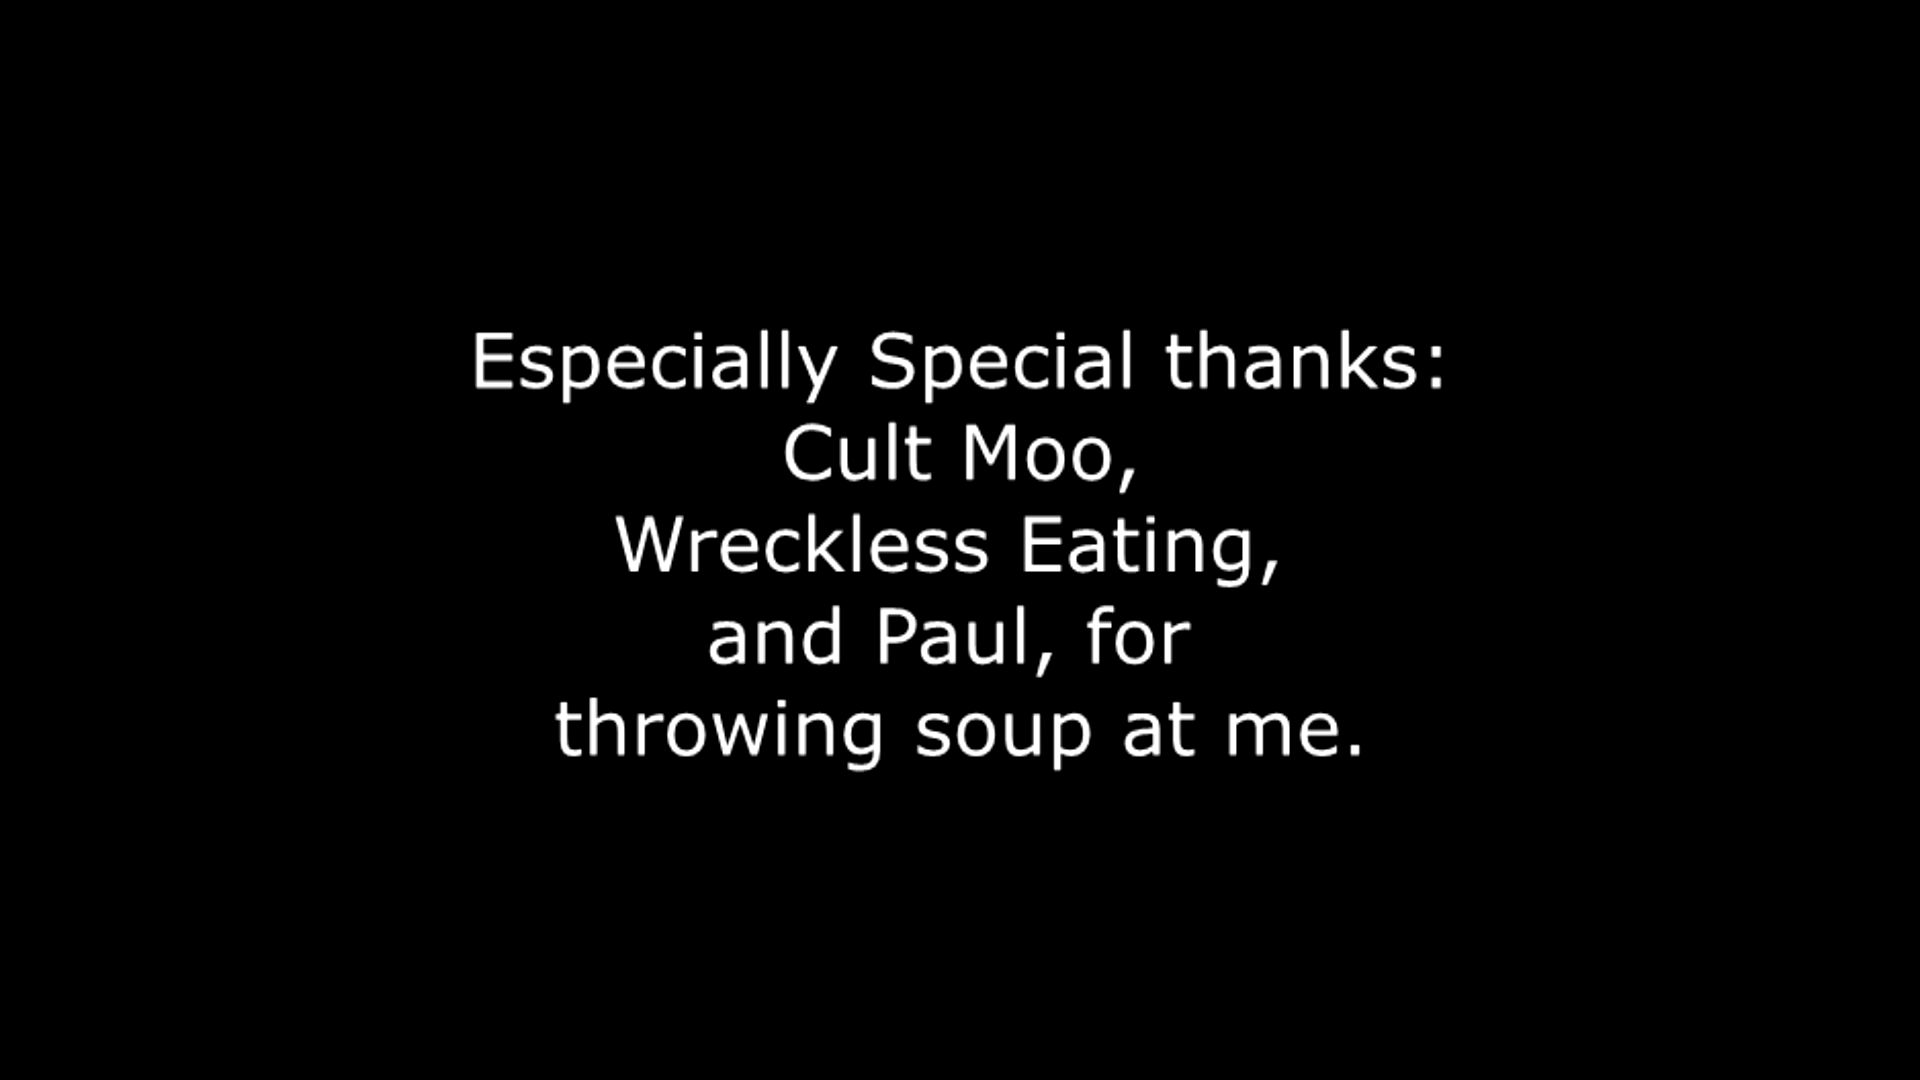 Especially Special thanks:
Cult Moo,
Wreckless Eating,
and Paul, for
throwing soup at me.